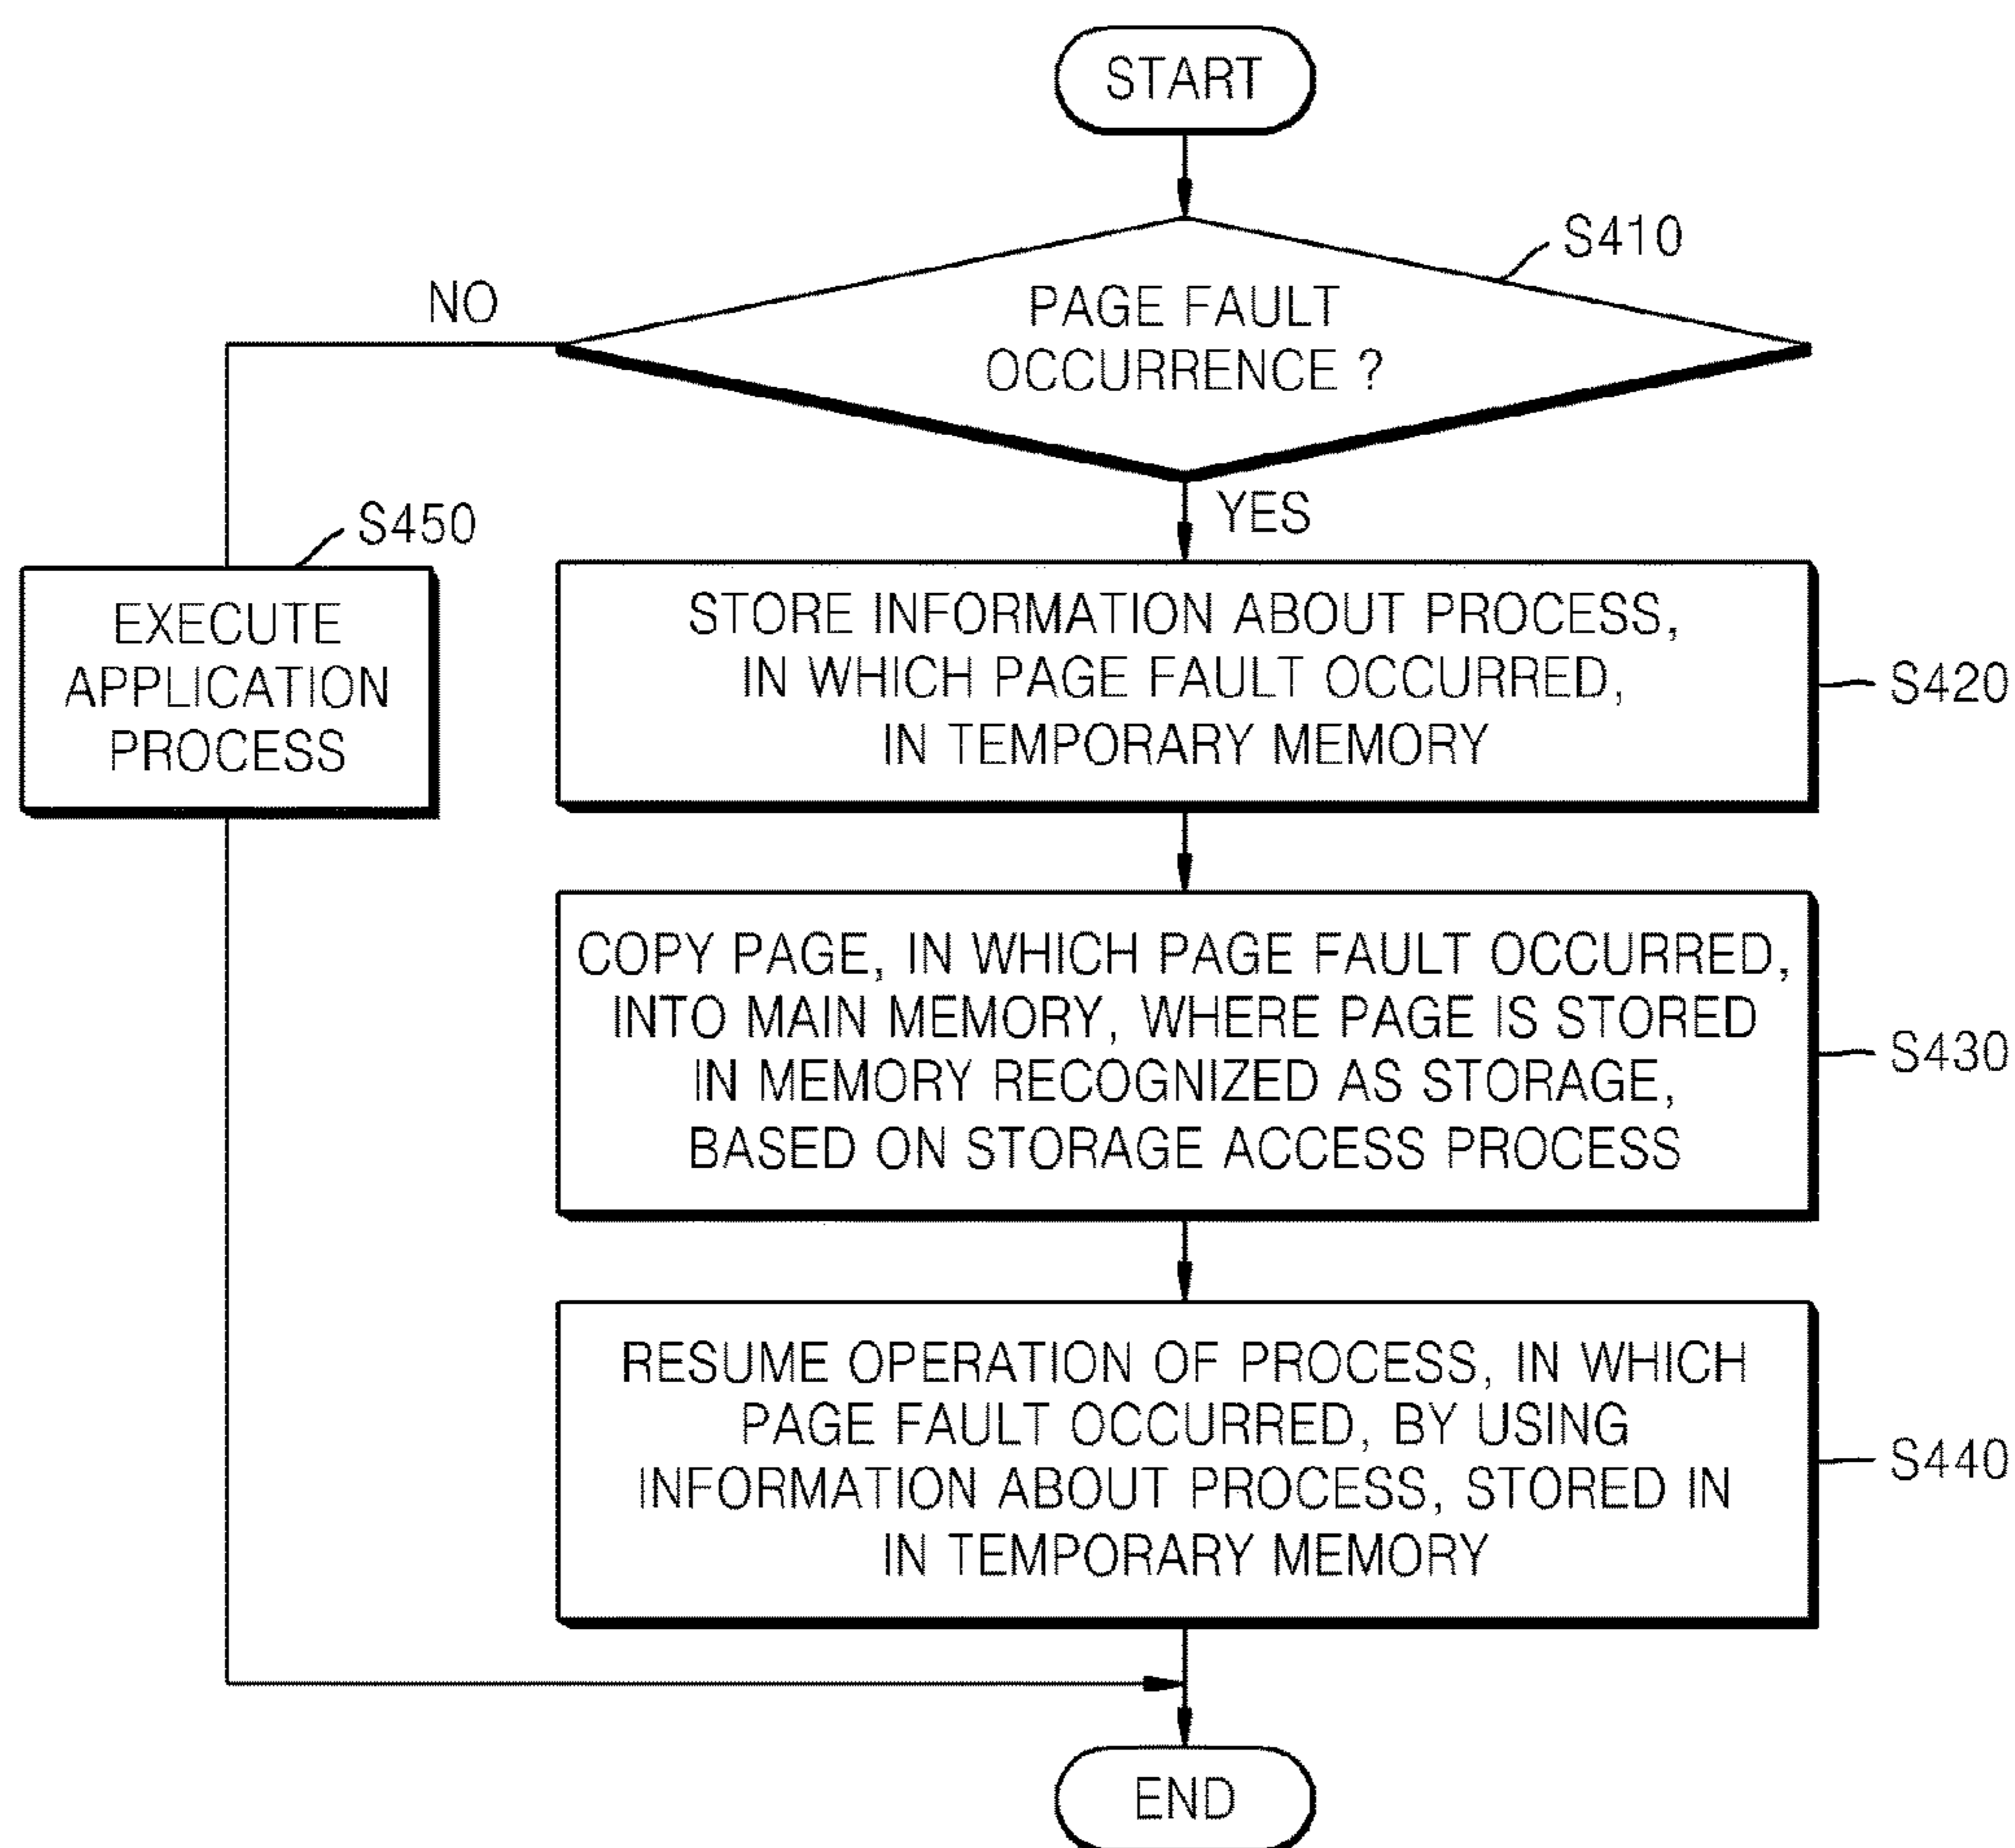 START
S410
PAGE FAULT
OCCURRENCE ?
NO
YES
S450
EXECUTE
APPLICATION
PROCESS
STORE INFORMATION ABOUT PROCESS,
IN WHICH PAGE FAULT OCCURRED,
IN TEMPORARY MEMORY
S420
COPY PAGE, IN WHICH PAGE FAULT OCCURRED,
INTO MAIN MEMORY, WHERE PAGE IS STORED
IN MEMORY RECOGNIZED AS STORAGE,
BASED ON STORAGE ACCESS PROCESS
S430
RESUME OPERATION OF PROCESS, IN WHICH
PAGE FAULT OCCURRED, BY USING
INFORMATION ABOUT PROCESS, STORED IN
IN TEMPORARY MEMORY
S440
END